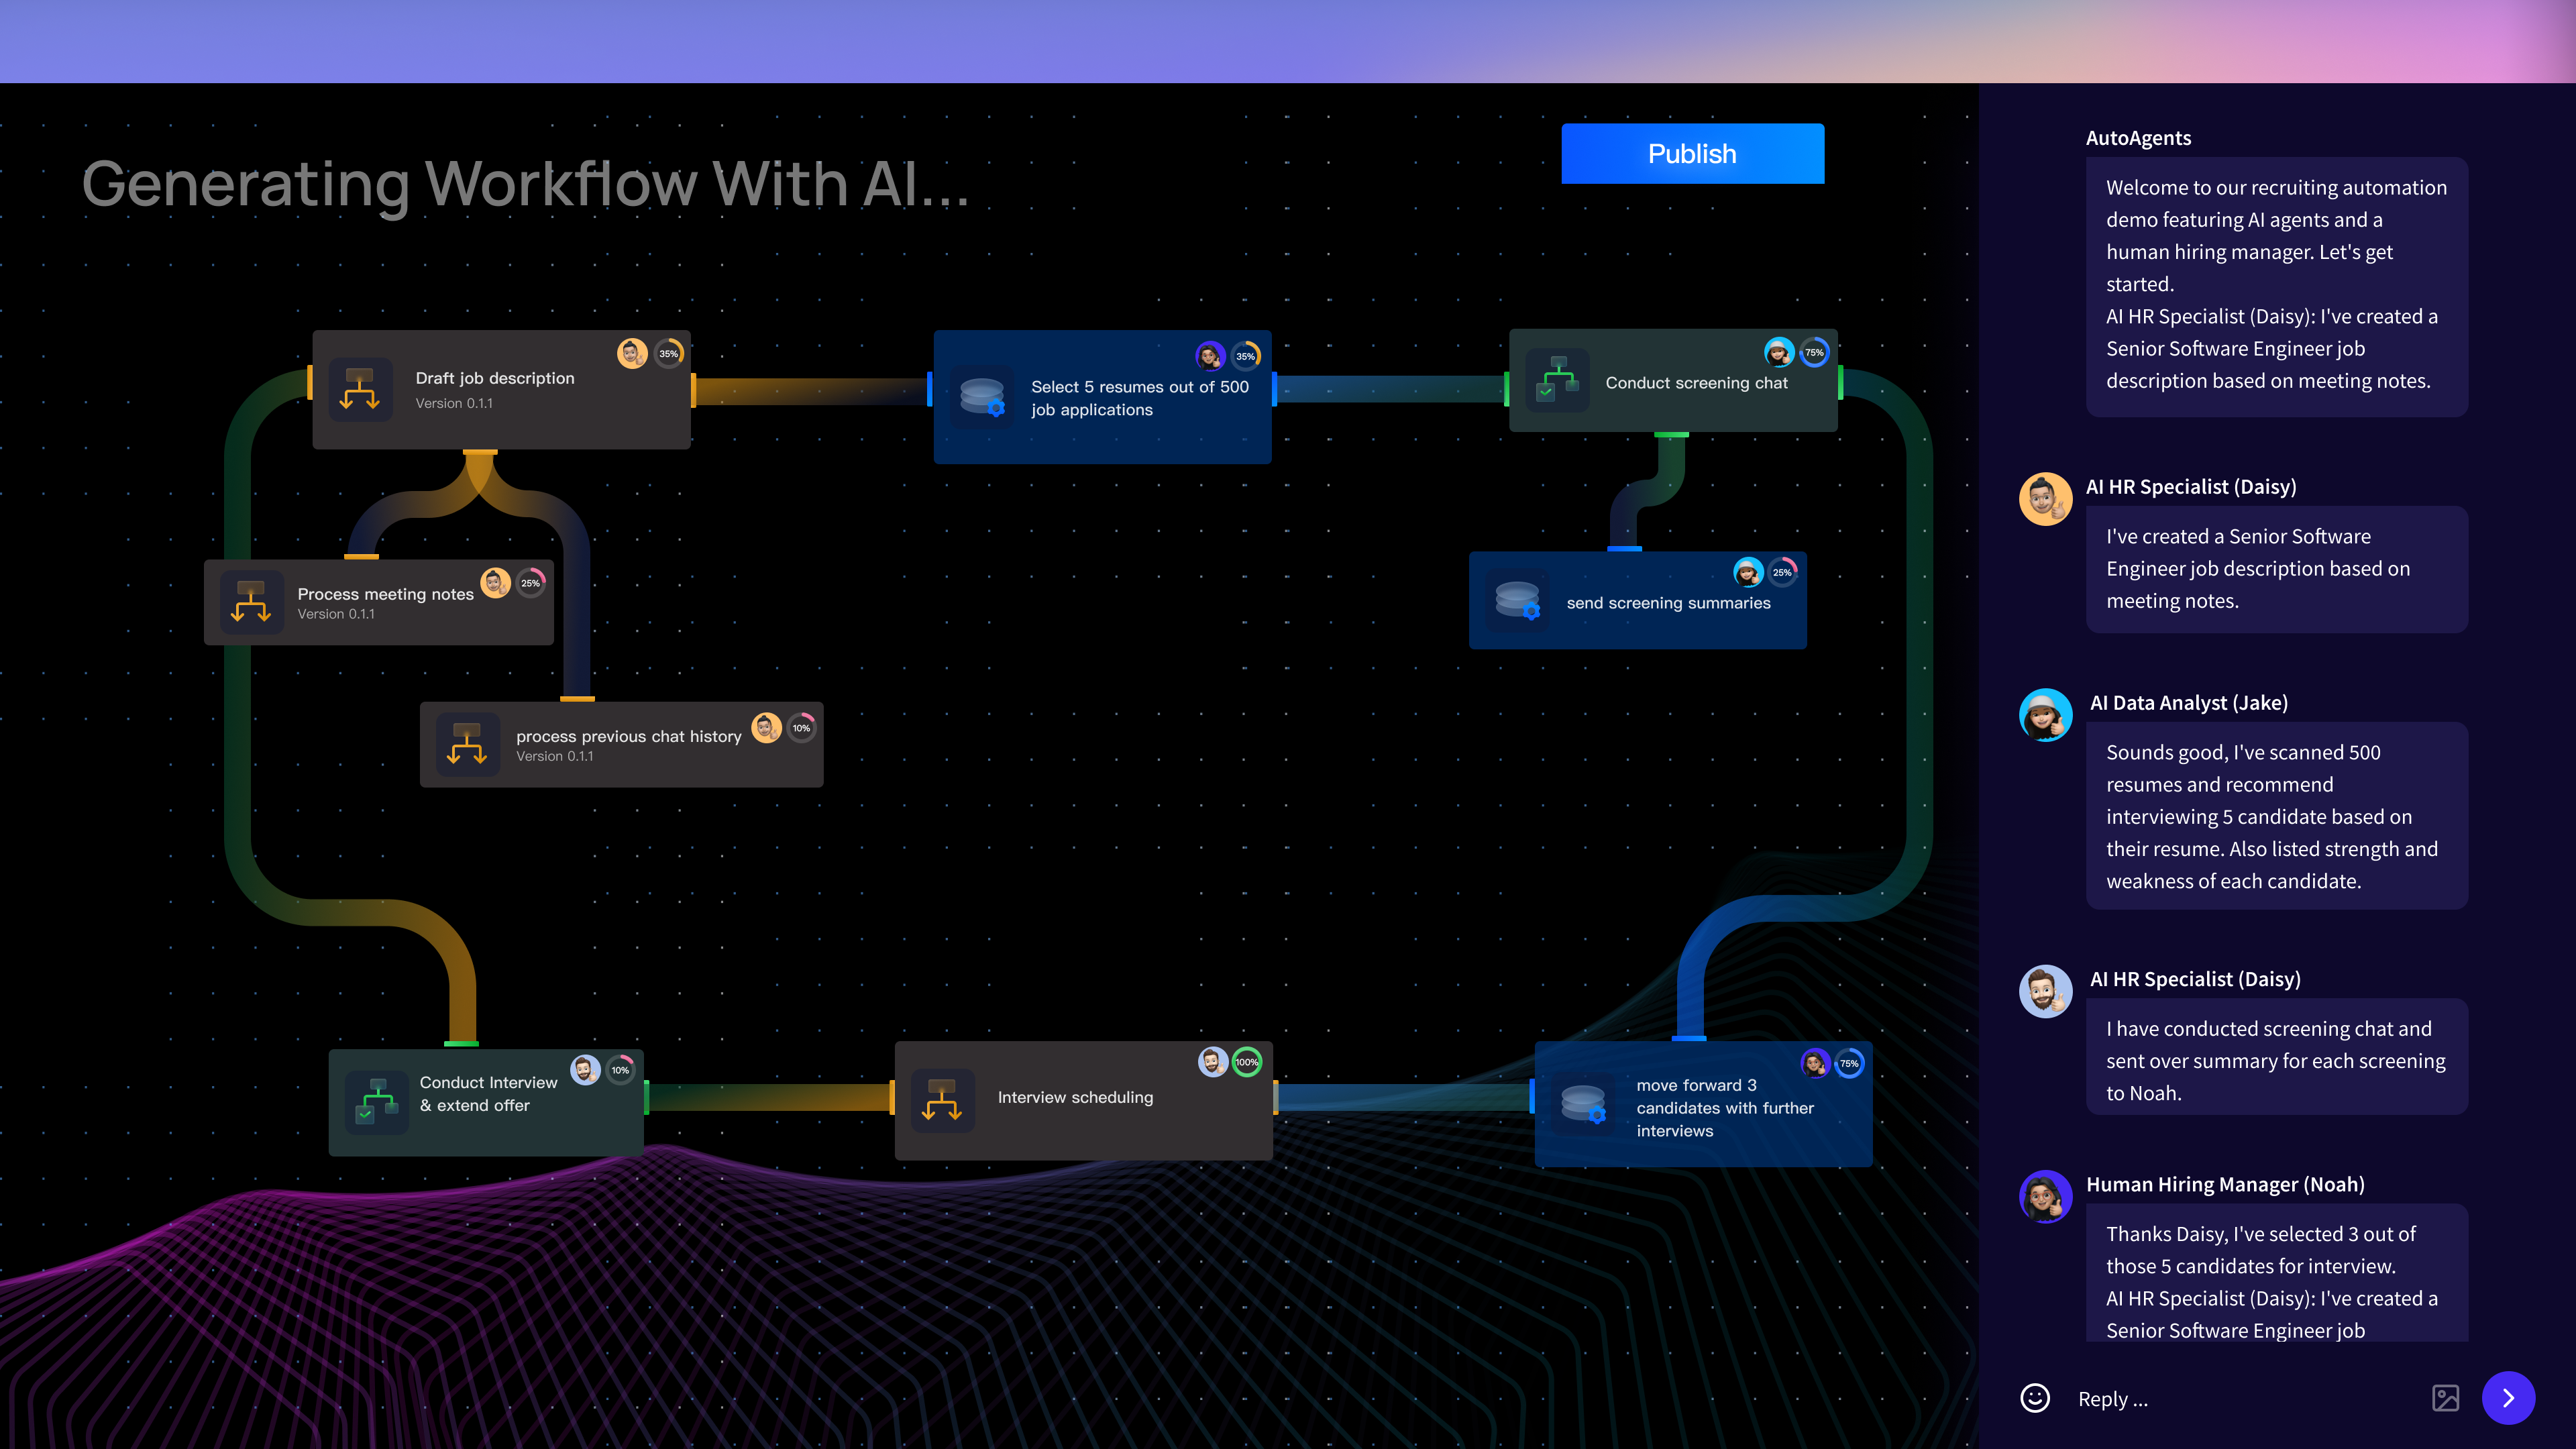 Generating Workflow With AI...
Publish
35%
Draft job description
Version 0.1.1
35%
Select 5 resumes out of 500
job applications
75%
Conduct screening chat
25%
Process meeting notes
Version 0.1.1
25%
send screening summaries
10%
process previous chat history
Version 0.1.1
10%
Conduct Interview
& extend offer
100%
Interview scheduling
75%
move forward 3
candidates with further
interviews
AutoAgents
Welcome to our recruiting automation
demo featuring AI agents and a
human hiring manager. Let's get
started.
AI HR Specialist (Daisy): I've created a
Senior Software Engineer job
description based on meeting notes.
AI HR Specialist (Daisy)
I've created a Senior Software
Engineer job description based on
meeting notes.
AI Data Analyst (Jake)
Sounds good, I've scanned 500
resumes and recommend
interviewing 5 candidate based on
their resume. Also listed strength and
weakness of each candidate.
AI HR Specialist (Daisy)
I have conducted screening chat and
sent over summary for each screening
to Noah.
Human Hiring Manager (Noah)
Thanks Daisy, I've selected 3 out of
those 5 candidates for interview.
AI HR Specialist (Daisy): I've created a
Senior Software Engineer job
Reply ...